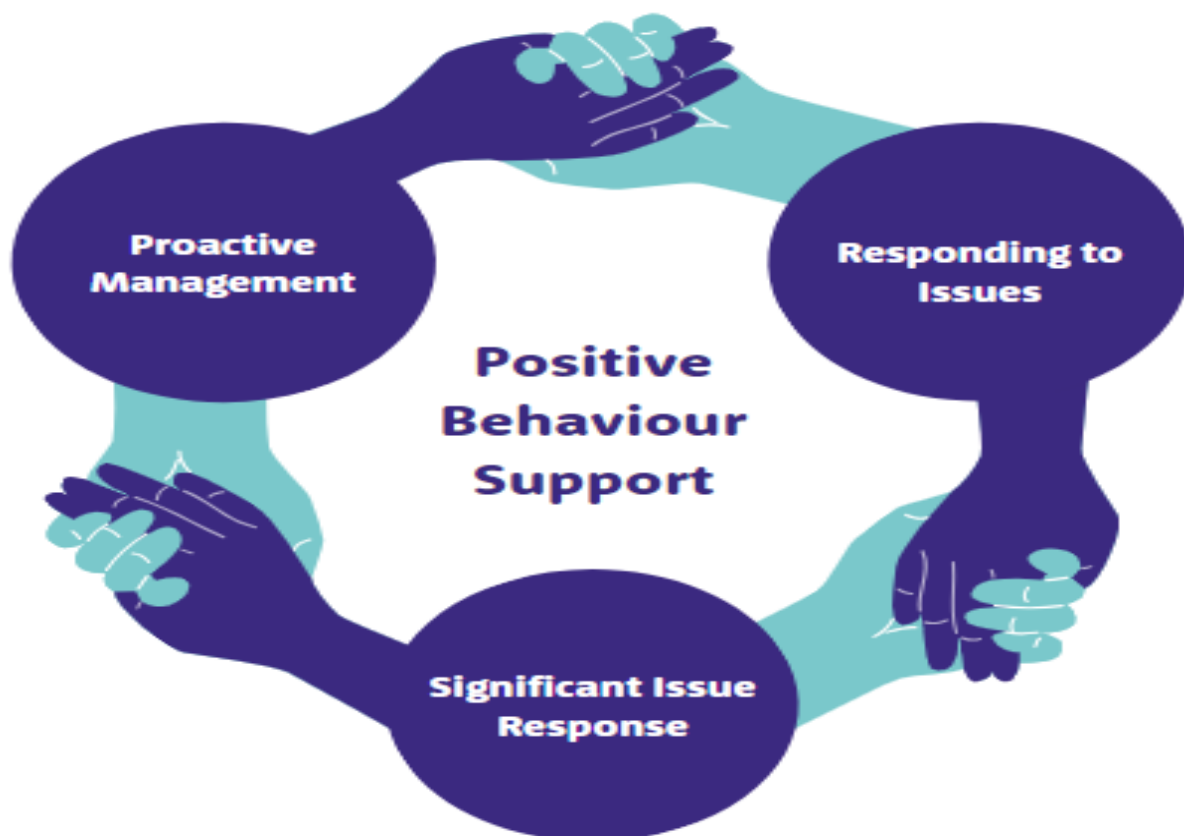 Proactive
Management
Responding to
Issues
Positive
Behaviour
Support
Significant Issue
Response